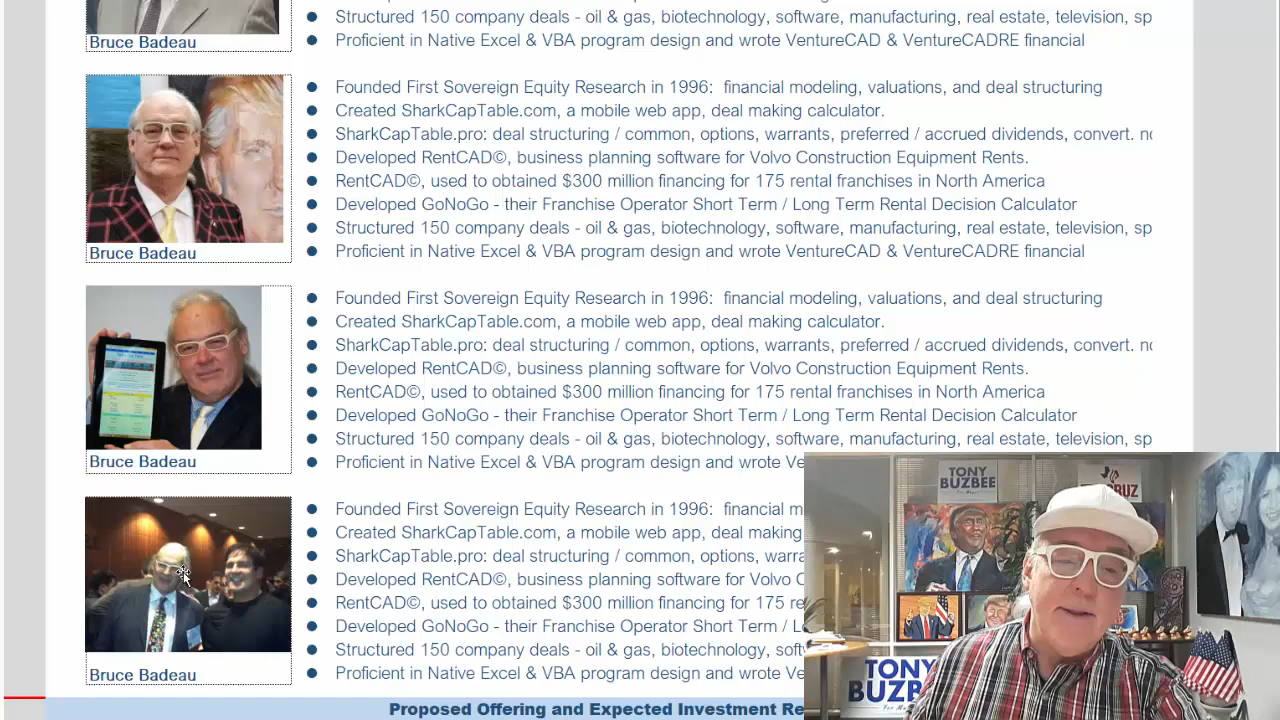 Structured 150 company deals - oil & gas, biotechnology, software, manufacturing, real estate, television, sp
Bruce Badeau
Proficient in Native Excel & VBA program design and wrote VentureCAD & VentureCADRE financial
Founded First Sovereign Equity Research in 1996: financial modeling, valuations, and deal structuring
Created SharkCapTable.com, a mobile web app, deal making calculator.
SharkCapTable.pro: deal structuring / common, options, warrants, preferred / accrued dividends, convert. no
Developed RentCAD©, business planning software for Volvo Construction Equipment Rents.
RentCAD©, used to obtained $300 million financing for 175 rental franchises in North America
Developed GoNoGo - their Franchise Operator Short Term / Long Term Rental Decision Calculator
Structured 150 company deals - oil & gas, biotechnology, software, manufacturing, real estate, television, sp
Proficient in Native Excel & VBA program design and wrote VentureCAD & VentureCADRE financial
Bruce Badeau
Founded First Sovereign Equity Research in 1996: financial modeling, valuations, and deal structuring
Created SharkCapTable.com, a mobile web app, deal making calculator.
SharkCapTable.pro: deal structuring / common, options, warrants, preferred / accrued dividends, convert. no
Developed RentCAD©, business planning software for Volvo Construction Equipment Rents.
RentCAD©, used to obtained $300 million financing for 175 rental franchises in North America
Developed GoNoGo - their Franchise Operator Short Term / Long Term Rental Decision Calculator
Structured 150 company deals - oil & gas, biotechnology, software, manufacturing, real estate, television, sp
Proficient in Native Excel & VBA program design and wrote Ve
Bruce Badeau
Founded First Sovereign Equity Research in 1996: financial m
Created SharkCapTable.com, a mobile web app, deal making
SharkCapTable.pro: deal structuring / common, options, warra
Developed RentCAD©, business planning software for Volvo C
RentCAD©, used to obtained $300 million financing for 175 re
Developed GoNoGo - their Franchise Operator Short Term / Lo
Structured 150 company deals - oil & gas, biotechnology, soft
Proficient in Native Excel & VBA program design and wrote Ve
Bruce Badeau
Proposed Offering and Expected Investment Re
TONY
BUZBEE
For Mayor
CRUZ
TONY
BUZBE